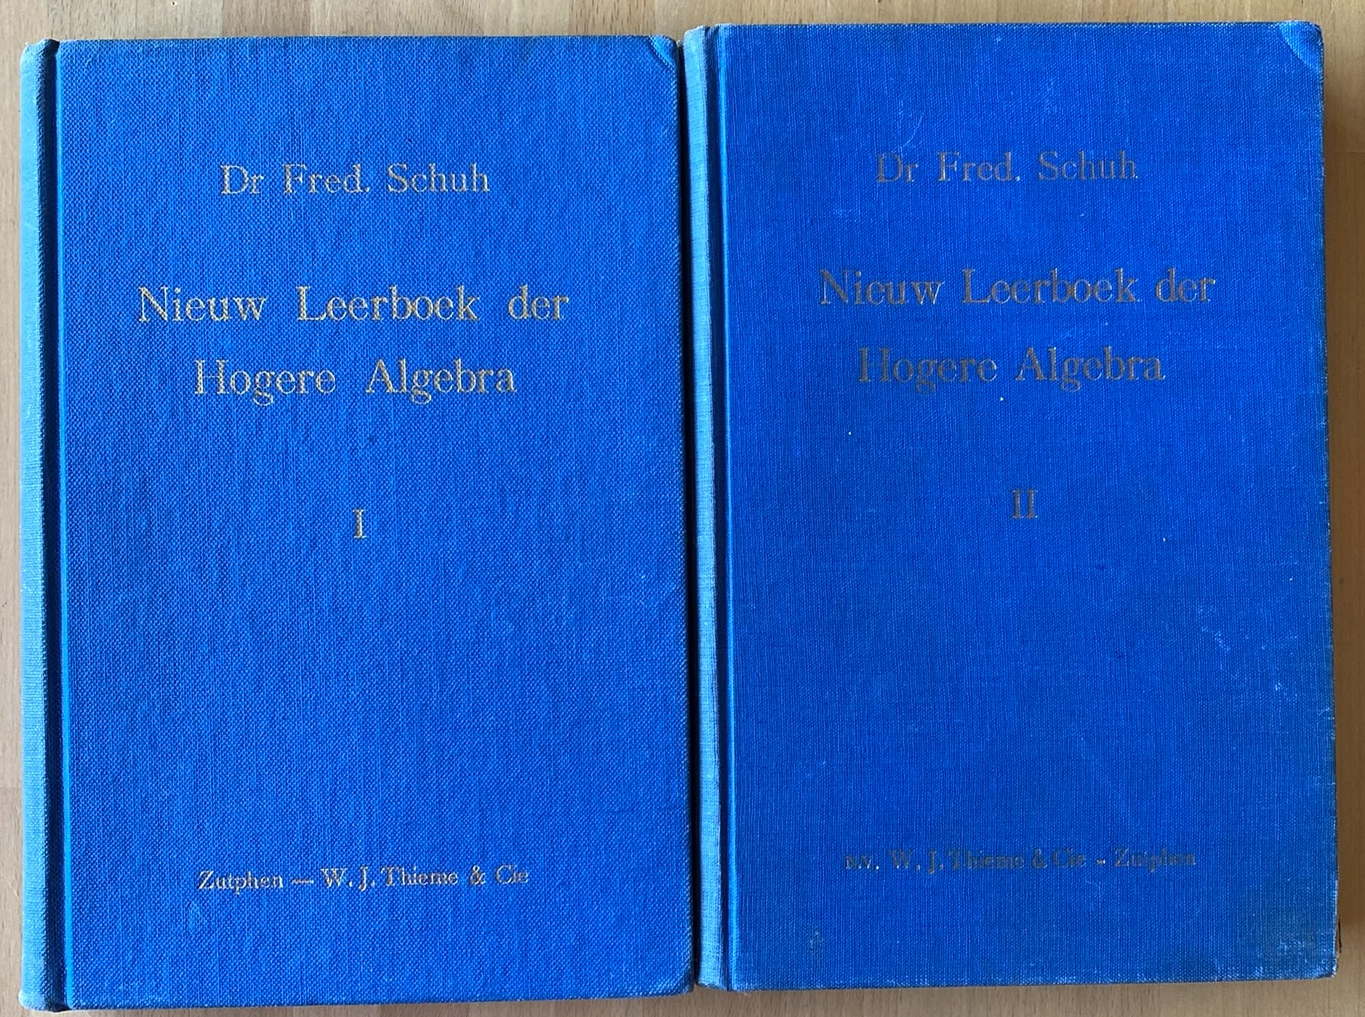 Dr Fred. Schuh
Nieuw Leerboek der
Hogere Algebra
I
Zutphen — W. J. Thieme & Cie
Dr Fred. Schuh
Nieuw Leerboek der
Hogere Algebra
II
N.V. W. J. Thieme & Cie - Zutphen